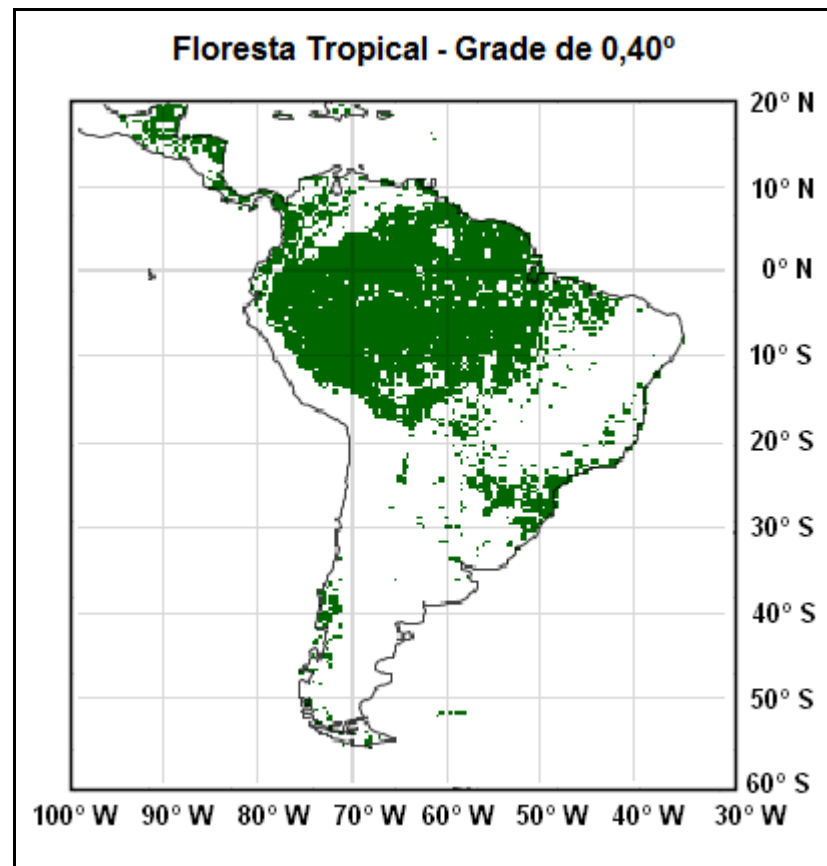 Floresta Tropical - Grade de 0,40º
20° N
10° N
0° N
10° S
20° S
30° S
40° S
50° S
60° S
100° W 90° W 80° W 70° W 60° W 50° W 40° W 30° W